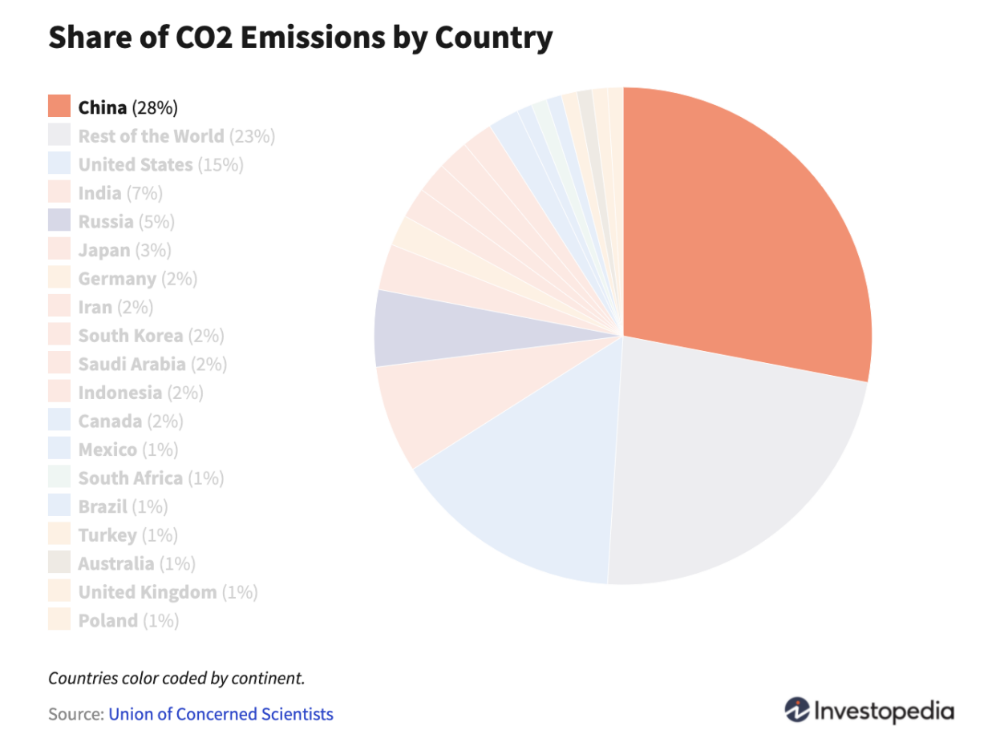 Share of CO2 Emissions by Country
China (28%)
Rest of the World (23%)
United States (15%)
India (7%)
Russia (5%)
Japan (3%)
Germany (2%)
Iran (2%)
South Korea (2%)
Saudi Arabia (2%)
Indonesia (2%)
Canada (2%)
Mexico (1%)
South Africa (1%)
Brazil (1%)
Turkey (1%)
Australia (1%)
United Kingdom (1%)
Poland (1%)
Countries color coded by continent.
Source: Union of Concerned Scientists
Investopedia